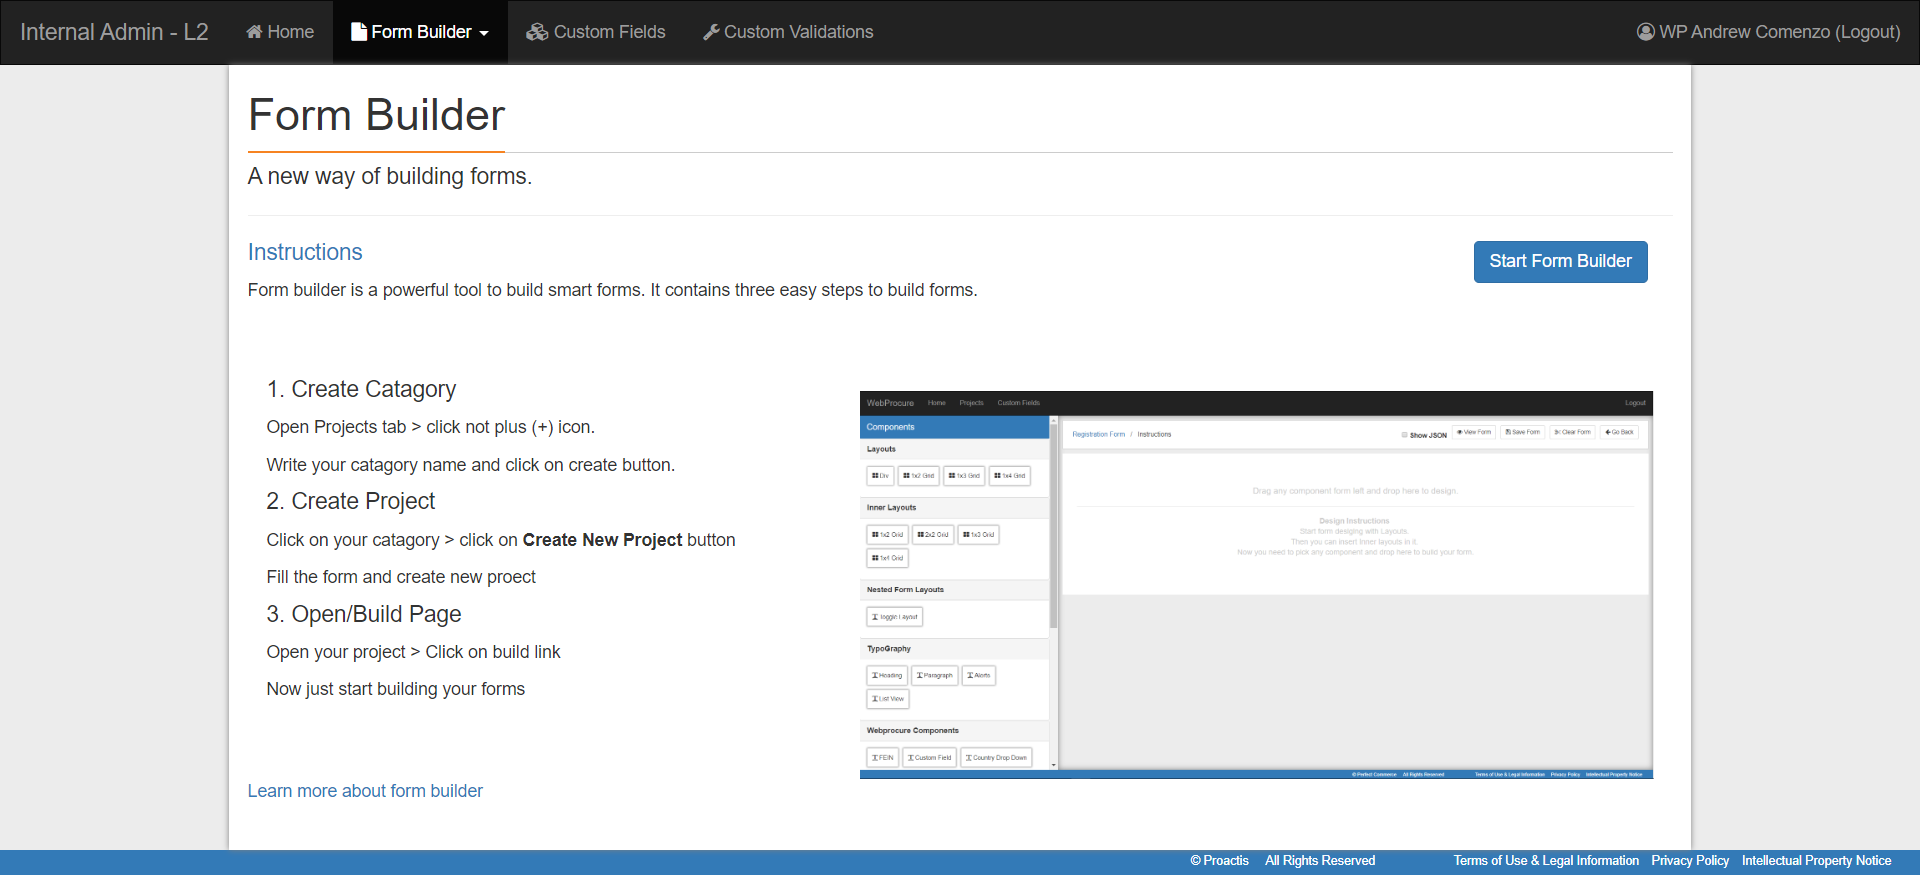 Internal Admin - L2 Home Form Builder Custom Fields Custom Validations WP Andrew Comenzo (Logout)
Form Builder
A new way of building forms.
Instructions
Start Form Builder
Form builder is a powerful tool to build smart forms. It contains three easy steps to build forms.
1. Create Catagory
Open Projects tab > click not plus (+) icon.
Write your catagory name and click on create button.
2. Create Project
Click on your catagory > click on Create New Project button
Fill the form and create new proect
3. Open/Build Page
Open your project > Click on build link
Now just start building your forms
Learn more about form builder
WebProcure Home Projects Custom Fields Logout
Components
Registration Form / Instructions Show JSON View Form Save Form Clear Form Go Back
Layouts
Div 1x2 Grid 1x3 Grid 1x4 Grid
Inner Layouts
1x2 Grid 2x2 Grid 1x3 Grid
1x4 Grid
Nested Form Layouts
Toggle Layout
TypoGraphy
Heading Paragraph Alerts
List View
Webprocure Components
FEIN Custom Field Country Drop Down
Drag any component form left and drop here to design.
Design Instructions
Start form desiging with Layouts.
Then you can insert Inner layouts in it.
Now you need to pick any component and drop here to build your form.
© Perfect Commerce All Rights Reserved Terms of Use & Legal Information Privacy Policy Intellectual Property Notice
© Proactis All Rights Reserved Terms of Use & Legal Information Privacy Policy Intellectual Property Notice